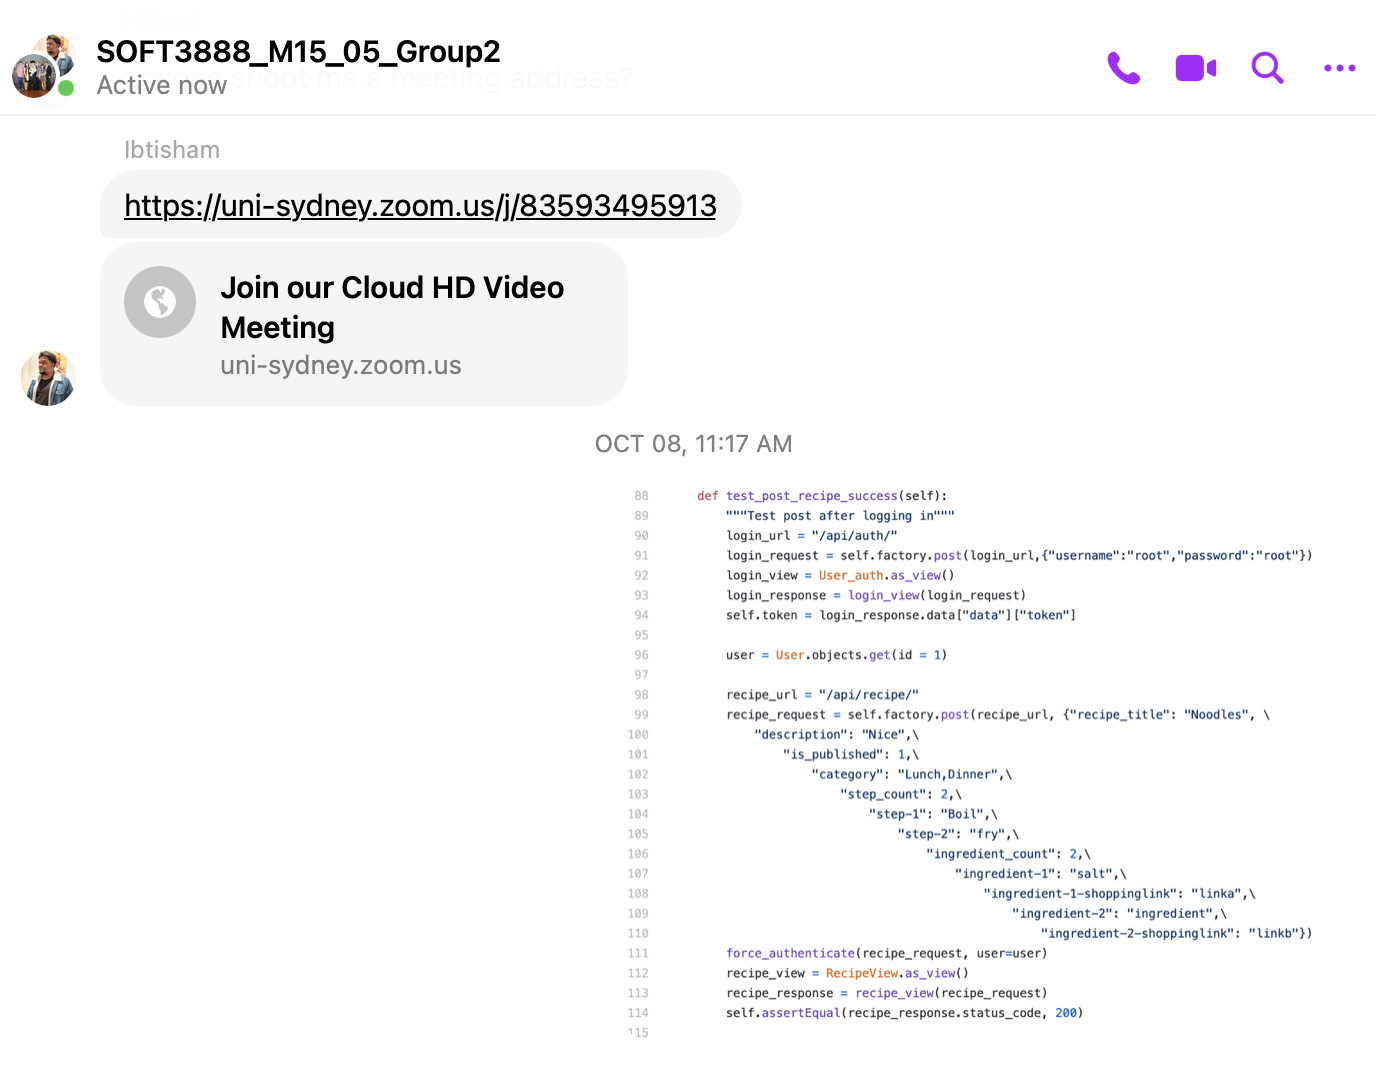 SOFT3888_M15_05_Group2
shoot me a meeting address?
Active now
Ibtisham
https://uni-sydney.zoom.us/j/83593495913
Join our Cloud HD Video
Meeting
uni-sydney.zoom.us
OCT 08, 11:17 AM
88 def test_post_recipe_success(self):
89 """Test post after logging in"""
90 login_url = "/api/auth/"
91 login_request = self.factory.post(login_url,{"username":"root","password":"root"})
92 login_view = User_auth.as_view()
93 login_response = login_view(login_request)
94 self.token = login_response.data["data"]["token"]
95
96 user = User.objects.get(id = 1)
97
98 recipe_url = "/api/recipe/"
99 recipe_request = self.factory.post(recipe_url, {"recipe_title": "Noodles", \
100 "description": "Nice",\
101 "is_published": 1,\
102 "category": "Lunch,Dinner",\
103 "step_count": 2,\
104 "step-1": "Boil",\
105 "step-2": "fry",\
106 "ingredient_count": 2,\
107 "ingredient-1": "salt",\
108 "ingredient-1-shoppinglink": "linka",\
109 "ingredient-2": "ingredient",\
110 "ingredient-2-shoppinglink": "linkb"})
111 force_authenticate(recipe_request, user=user)
112 recipe_view = RecipeView.as_view()
113 recipe_response = recipe_view(recipe_request)
114 self.assertEqual(recipe_response.status_code, 200)
115